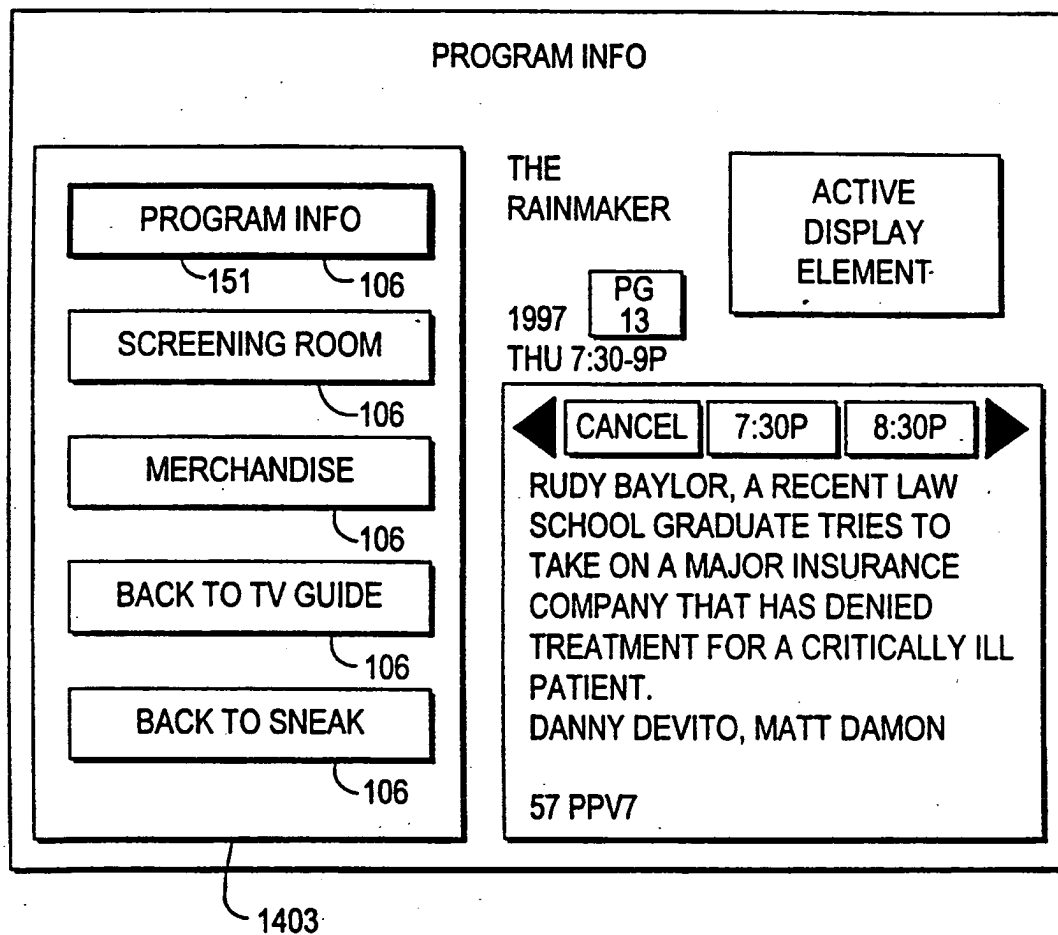 PROGRAM INFO
PROGRAM INFO
151
106
SCREENING ROOM
106
MERCHANDISE
106
BACK TO TV GUIDE
106
BACK TO SNEAK
106
1403
THE
RAINMAKER
1997
PG
13
THU 7:30-9P
ACTIVE
DISPLAY
ELEMENT
CANCEL
7:30P
8:30P
RUDY BAYLOR, A RECENT LAW
SCHOOL GRADUATE TRIES TO
TAKE ON A MAJOR INSURANCE
COMPANY THAT HAS DENIED
TREATMENT FOR A CRITICALLY ILL
PATIENT.
DANNY DEVITO, MATT DAMON
57 PPV7